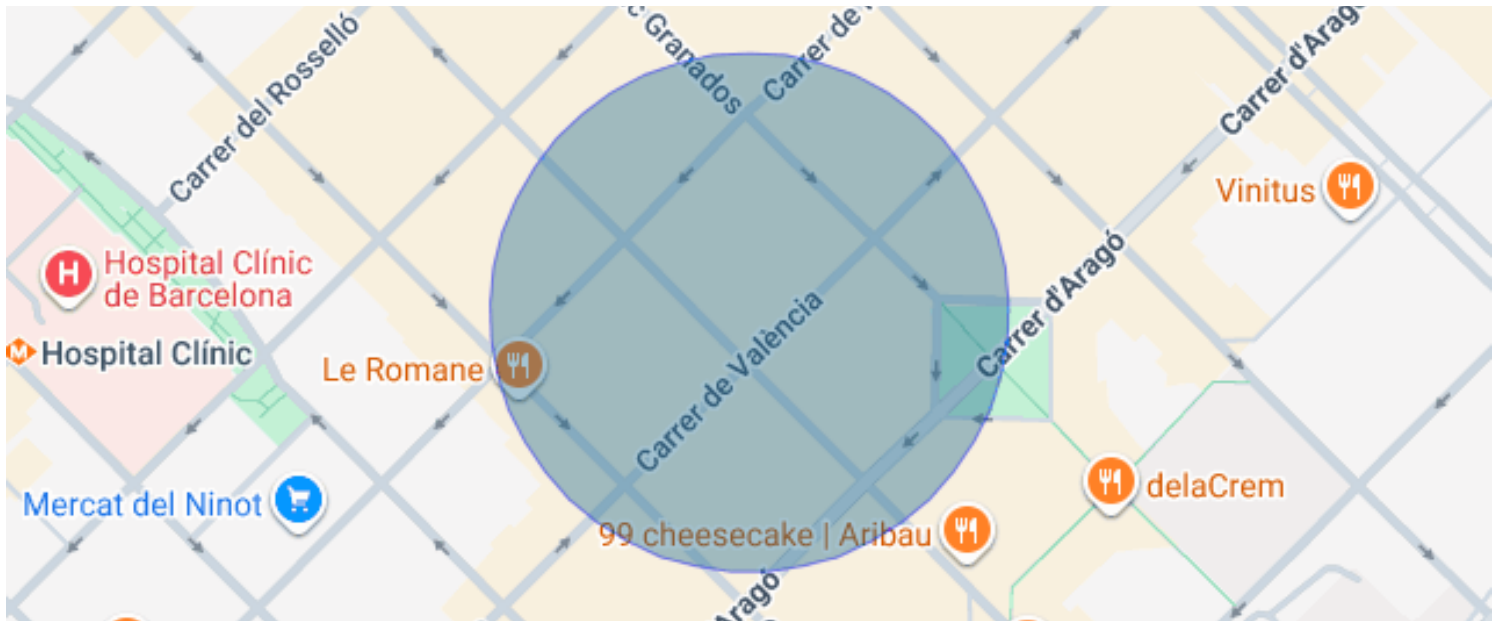 Granados
Carrer de
Carrer d'Aragó
Carrer del Rosselló
Vinitus
H
Hospital Clínic
de Barcelona
Carrer d'Aragó
M
Hospital Clínic
Le Romane
Carrer de València
delaCrem
Mercat del Ninot
99 cheesecake | Aribau
Aragó